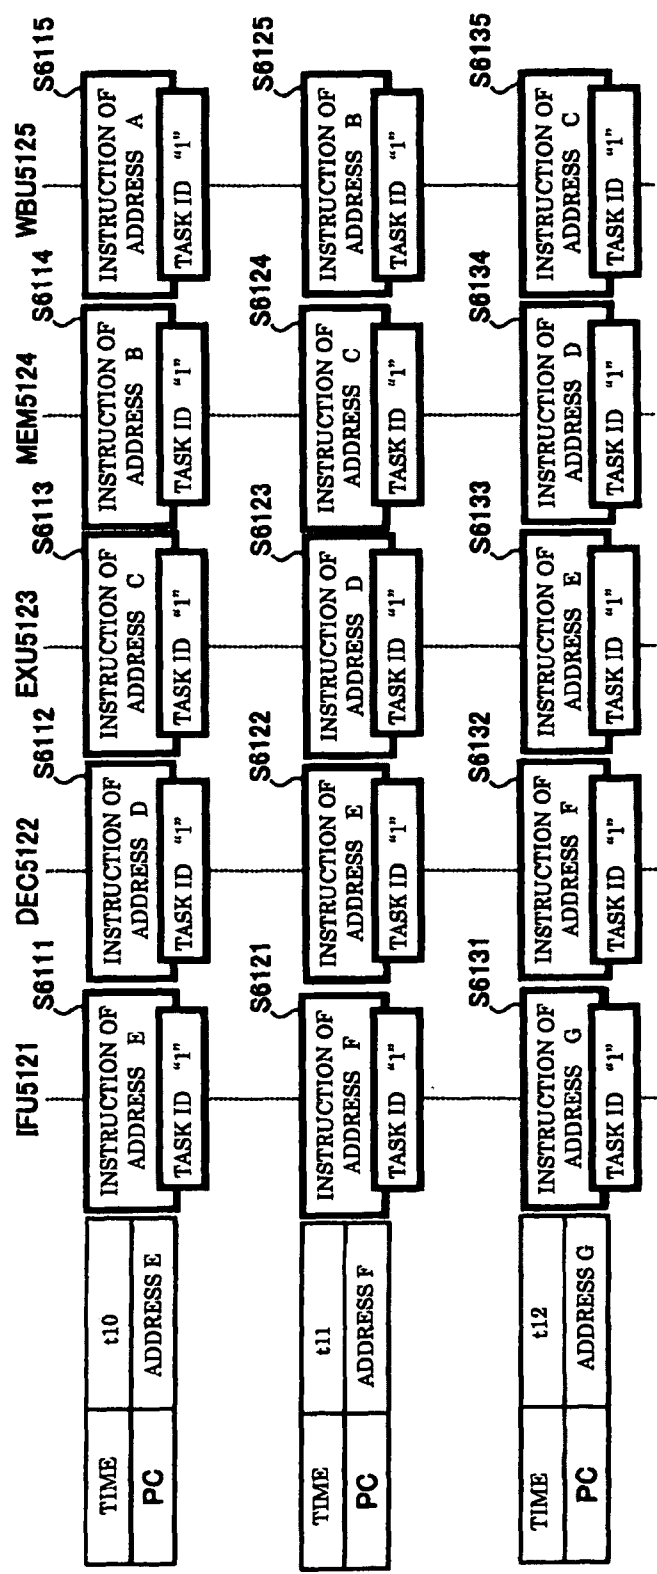 IFU5121
DEC5122
EXU5123
MEM5124
WBU5125
TIME
t10
PC
ADDRESS E
S6111
INSTRUCTION OF
ADDRESS E
TASK ID "1"
S6112
INSTRUCTION OF
ADDRESS D
TASK ID "1"
S6113
INSTRUCTION OF
ADDRESS C
TASK ID "1"
S6114
INSTRUCTION OF
ADDRESS B
TASK ID "1"
S6115
INSTRUCTION OF
ADDRESS A
TASK ID "1"
TIME
t11
PC
ADDRESS F
S6121
INSTRUCTION OF
ADDRESS F
TASK ID "1"
S6122
INSTRUCTION OF
ADDRESS E
TASK ID "1"
S6123
INSTRUCTION OF
ADDRESS D
TASK ID "1"
S6124
INSTRUCTION OF
ADDRESS C
TASK ID "1"
S6125
INSTRUCTION OF
ADDRESS B
TASK ID "1"
TIME
t12
PC
ADDRESS G
S6131
INSTRUCTION OF
ADDRESS G
TASK ID "1"
S6132
INSTRUCTION OF
ADDRESS F
TASK ID "1"
S6133
INSTRUCTION OF
ADDRESS E
TASK ID "1"
S6134
INSTRUCTION OF
ADDRESS D
TASK ID "1"
S6135
INSTRUCTION OF
ADDRESS C
TASK ID "1"